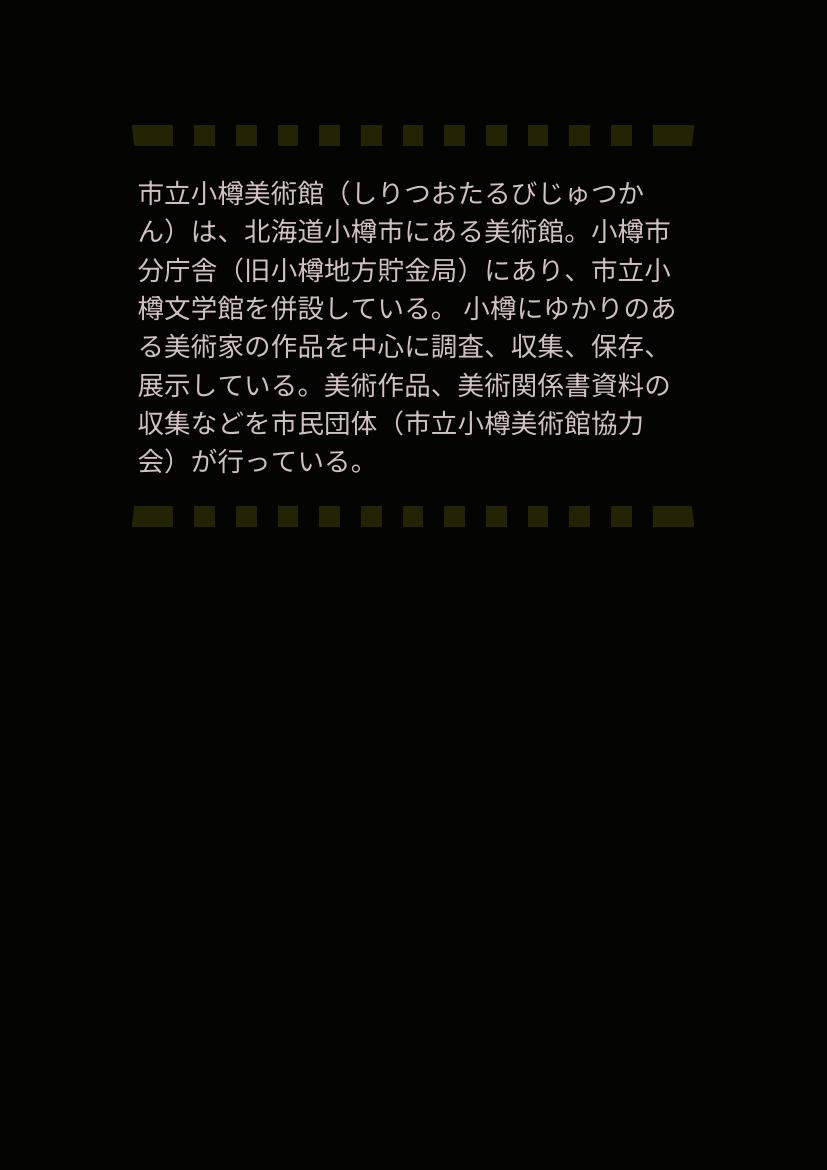 市立小樽美術館（しりつおたるびじゅつか
ん）は、北海道小樽市にある美術館。小樽市
分庁舎（旧小樽地方貯金局）にあり、市立小
樽文学館を併設している。 小樽にゆかりのあ
る美術家の作品を中心に調査、収集、保存、
展示している。美術作品、美術関係書資料の
収集などを市民団体（市立小樽美術館協力
会）が行っている。